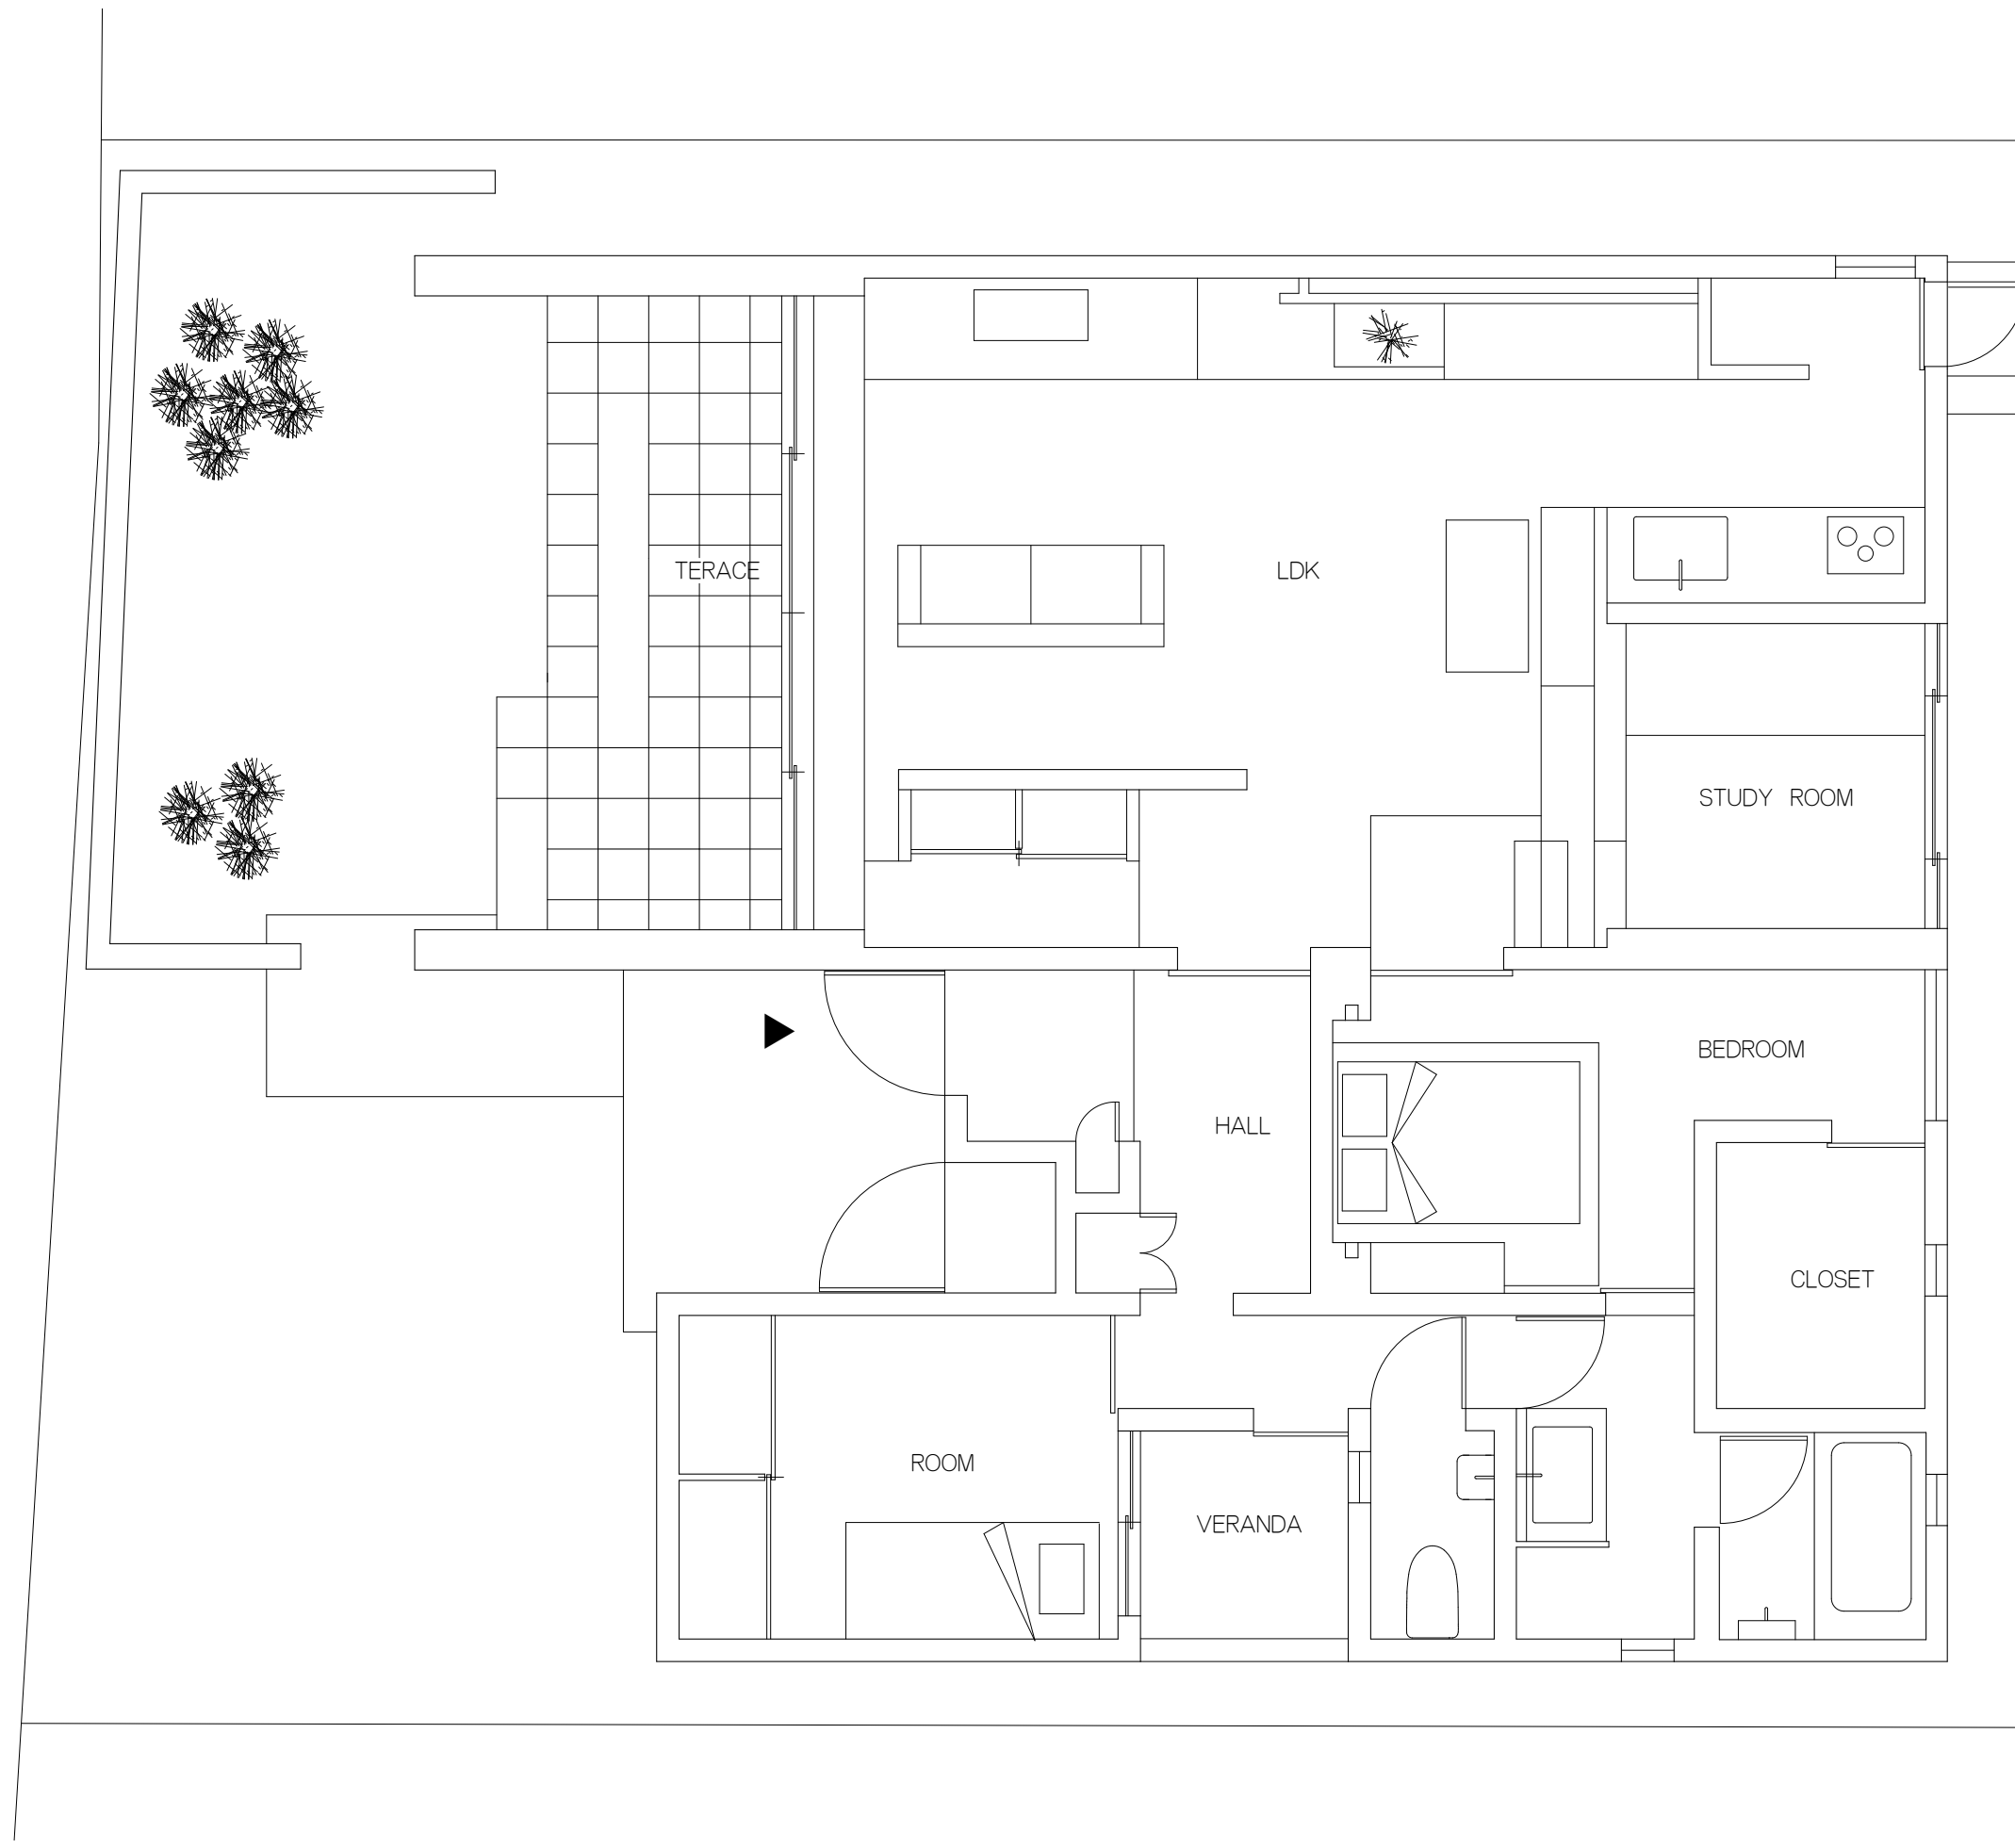 TERACE
LDK
STUDY ROOM
BEDROOM
HALL
CLOSET
ROOM
VERANDA